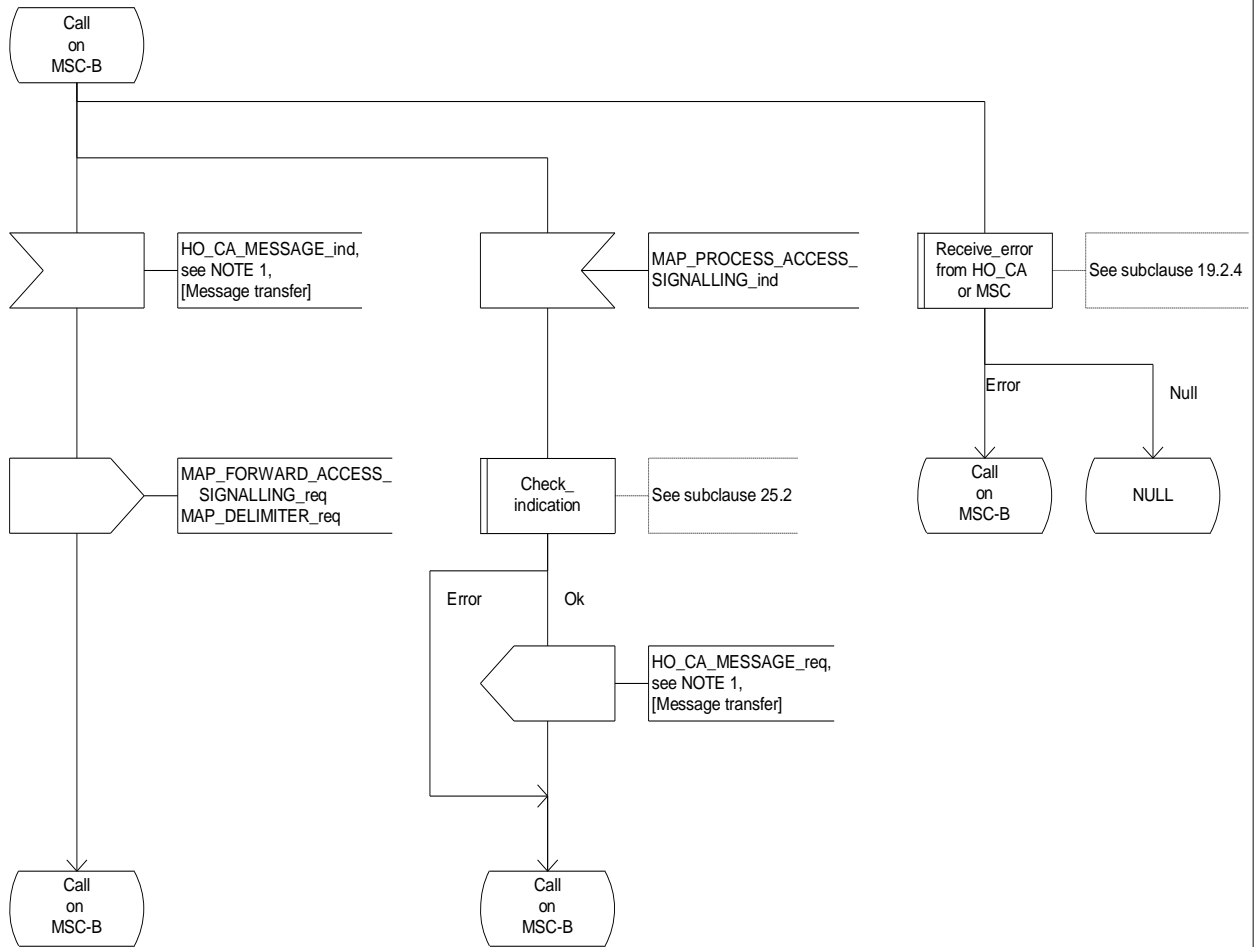 Call
on
MSC-B
HO_CA_MESSAGE_ind,
see NOTE 1,
[Message transfer]
MAP_PROCESS_ACCESS_
SIGNALLING_ind
Receive_error
from HO_CA
or MSC
See subclause 19.2.4
Error
Null
MAP_FORWARD_ACCESS_
SIGNALLING_req
MAP_DELIMITER_req
Check_
indication
See subclause 25.2
Call
on
MSC-B
NULL
Error
Ok
HO_CA_MESSAGE_req,
see NOTE 1,
[Message transfer]
Call
on
MSC-B
Call
on
MSC-B